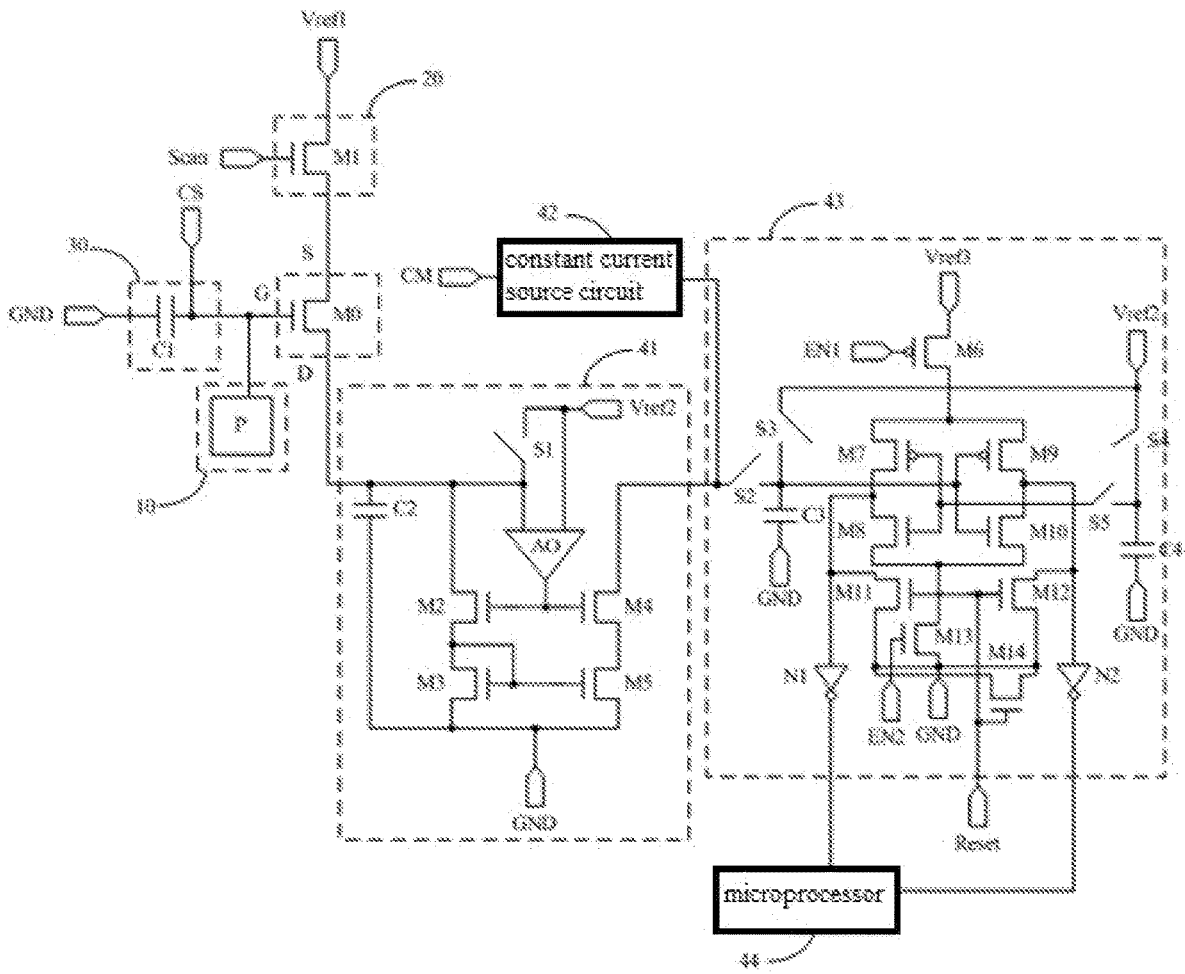 Vref1
20
Scan
M1
CS
30
S
G
GND
C1
M0
D
P
10
42
constant current
source circuit
CM
43
Vref3
Vref2
EN1
M6
41
Vref2
S1
S3
S4
M7
M9
C2
AO
S2
C3
S5
M8
M10
C4
GND
M11
M12
GND
M2
M4
M13
M14
M3
M5
N1
N2
EN2
GND
GND
Reset
microprocessor
44